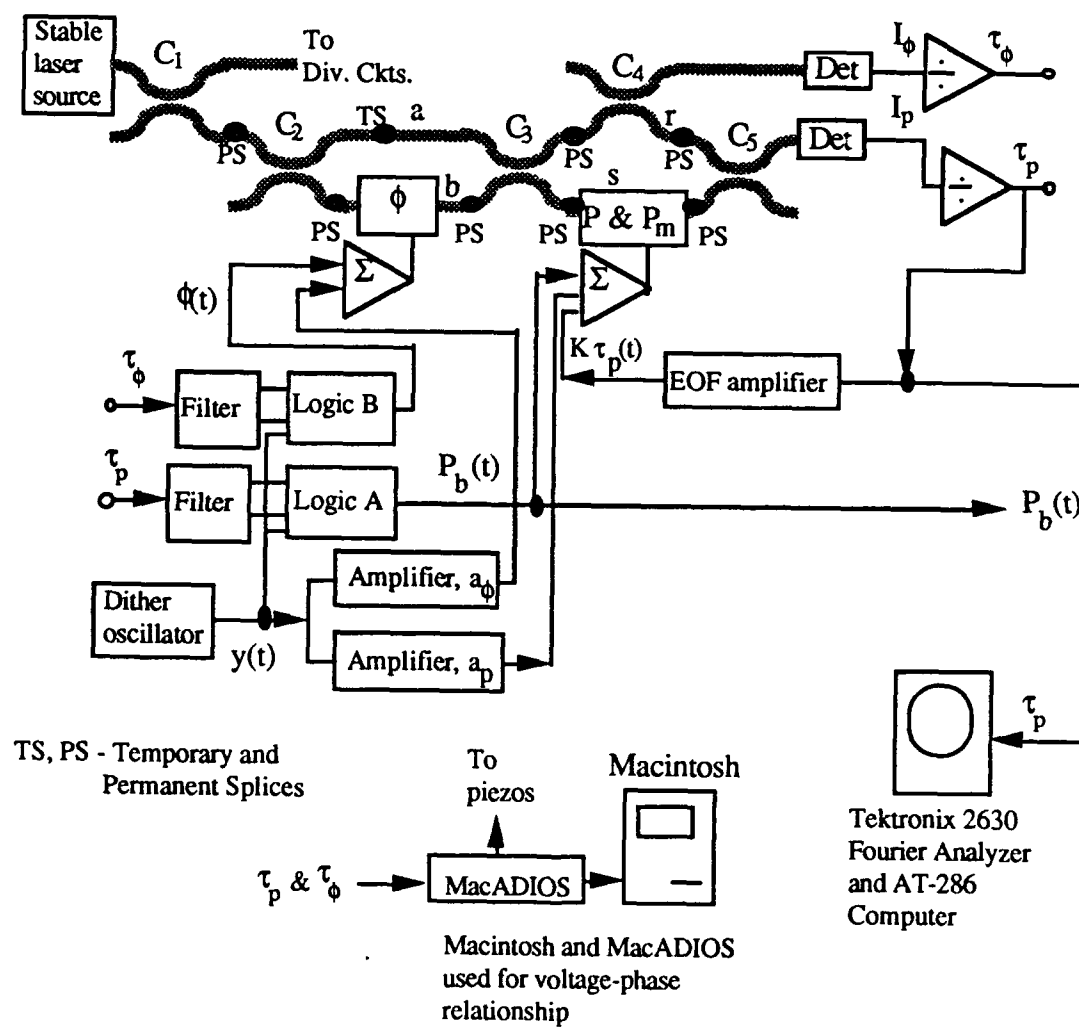 Stable
laser
source
C1
To
Div. Ckts.
C4
Det
Iϕ
÷
τϕ
Ip
C2
TS
a
C3
r
C5
Det
÷
τp
PS
PS
PS
PS
ϕ
b
PS
s
PS
P & Pm
PS
Σ
Σ
ϕ(t)
K τp(t)
EOF amplifier
τϕ
Filter
Logic B
τp
Filter
Logic A
Pb(t)
Pb(t)
Dither
oscillator
y(t)
Amplifier, aϕ
Amplifier, ap
τp
TS, PS - Temporary and
Permanent Splices
To
piezos
Macintosh
τp & τϕ
MacADIOS
Tektronix 2630
Fourier Analyzer
and AT-286
Computer
Macintosh and MacADIOS
used for voltage-phase
relationship